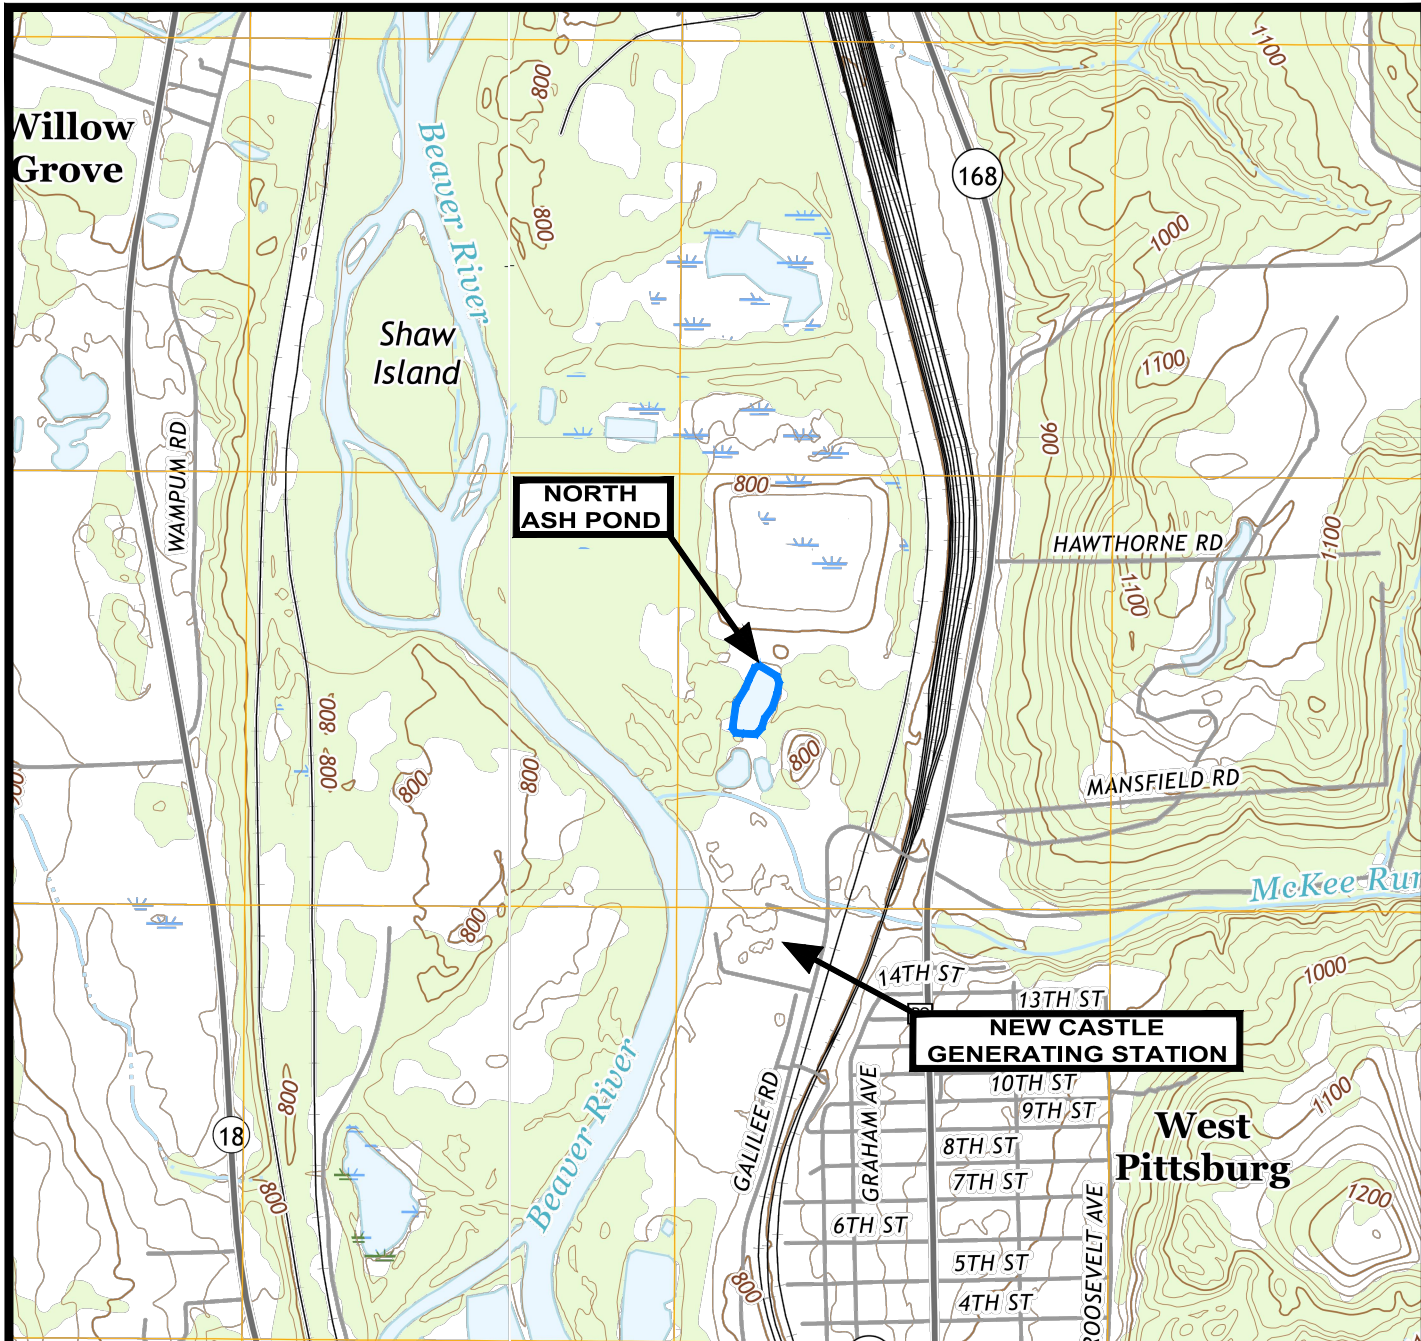 Willow
Grove
Beaver River
Shaw
Island
168
18
800
800
1100
1000
1100
900
WAMPUM RD
NORTH
ASH POND
800
HAWTHORNE RD
1100
1100
800
800
800
800
800
MANSFIELD RD
McKee Run
800
1000
14TH ST
13TH ST
NEW CASTLE
GENERATING STATION
10TH ST
9TH ST
8TH ST
7TH ST
6TH ST
5TH ST
4TH ST
GALILEE RD
GRAHAM AVE
ROOSEVELT AVE
Beaver River
West
Pittsburg
1100
1200
800
800
800